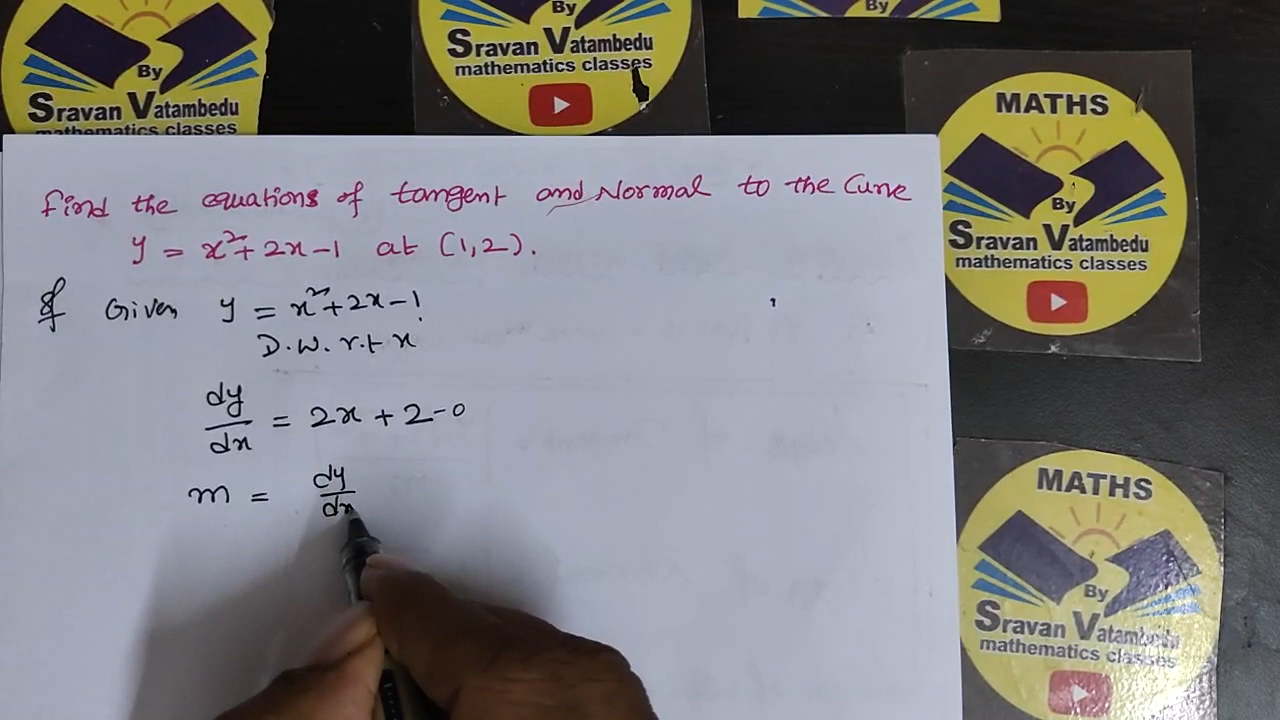 By
Sravan Vatambedu
mathematics classes
By
Sravan Vatambedu
mathematics classes
By
MATHS
By
Sravan Vatambedu
mathematics classes
find the equations of tangent and Normal to the Curve
y = x²+ 2x-1 at (1,2).
Given y = x²+2x-1
D.w.r.t x
dy/dx = 2x + 2-0
m = dy/dx
MATHS
By
Sravan Vatambedu
mathematics classes